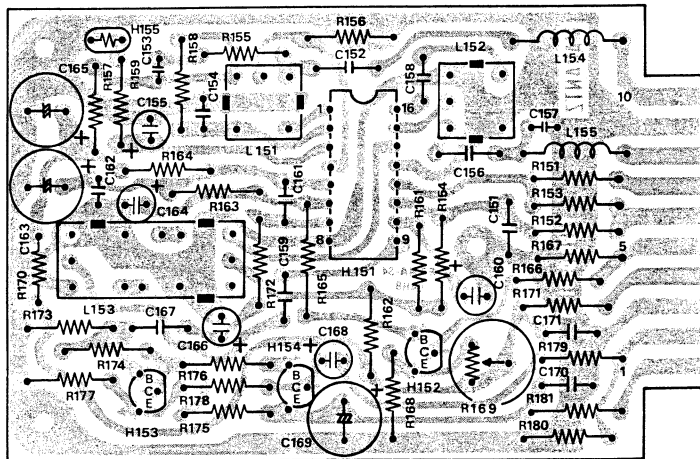 H155
R156
C153
R158
R155
C152
L152
L154
C165
R157
R159
C154
C158
C155
1
16
10
L151
C157
L155
C162
R164
C156
R151
C161
R161
R164
R153
C164
R163
C151
R152
C163
C159
8
9
R167
5
R170
R172
R165
H151
C160
R166
L153
R173
C167
R162
R171
C166
H154
C168
C171
R174
R179
B
C
E
R176
B
C
E
B
C
E
H152
C170
1
R177
R178
R168
R169
R181
H153
R175
C169
R180